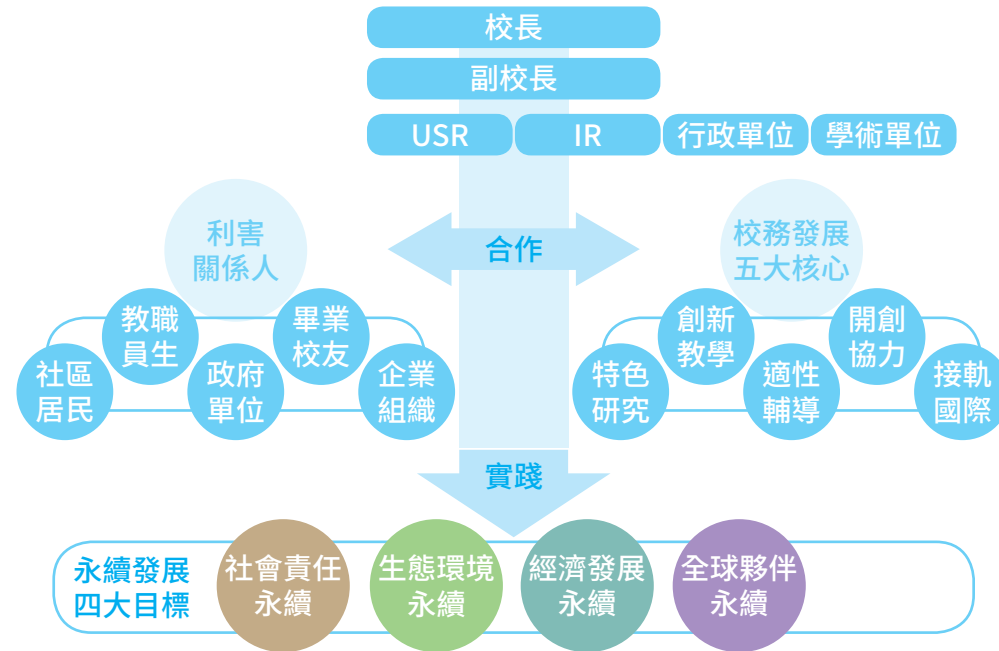 校長
副校長
USR
IR
行政單位
學術單位
利害
關係人
合作
校務發展
五大核心
社區
居民
教職
員生
政府
單位
畢業
校友
企業
組織
特色
研究
創新
教學
適性
輔導
開創
協力
接軌
國際
實踐
永續發展
四大目標
社會責任
永續
生態環境
永續
經濟發展
永續
全球夥伴
永續